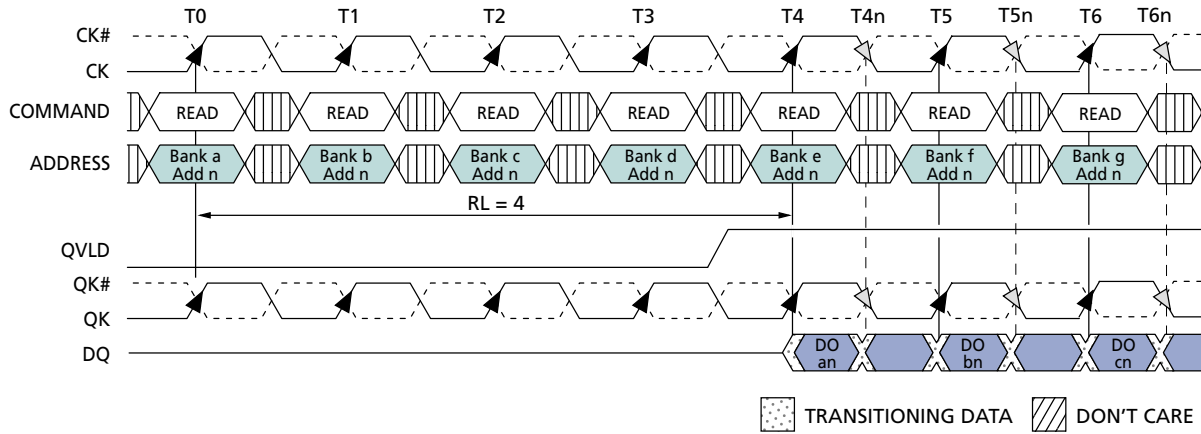 T0 T1 T2 T3 T4 T4n T5 T5n T6 T6n
CK#
CK
COMMAND READ READ READ READ READ READ READ
ADDRESS Bank a Bank b Bank c Bank d Bank e Bank f Bank g
Add n Add n Add n Add n Add n Add n Add n
RL = 4
QVLD
QK#
QK
DQ DO DO DO
an bn cn
TRANSITIONING DATA DON'T CARE